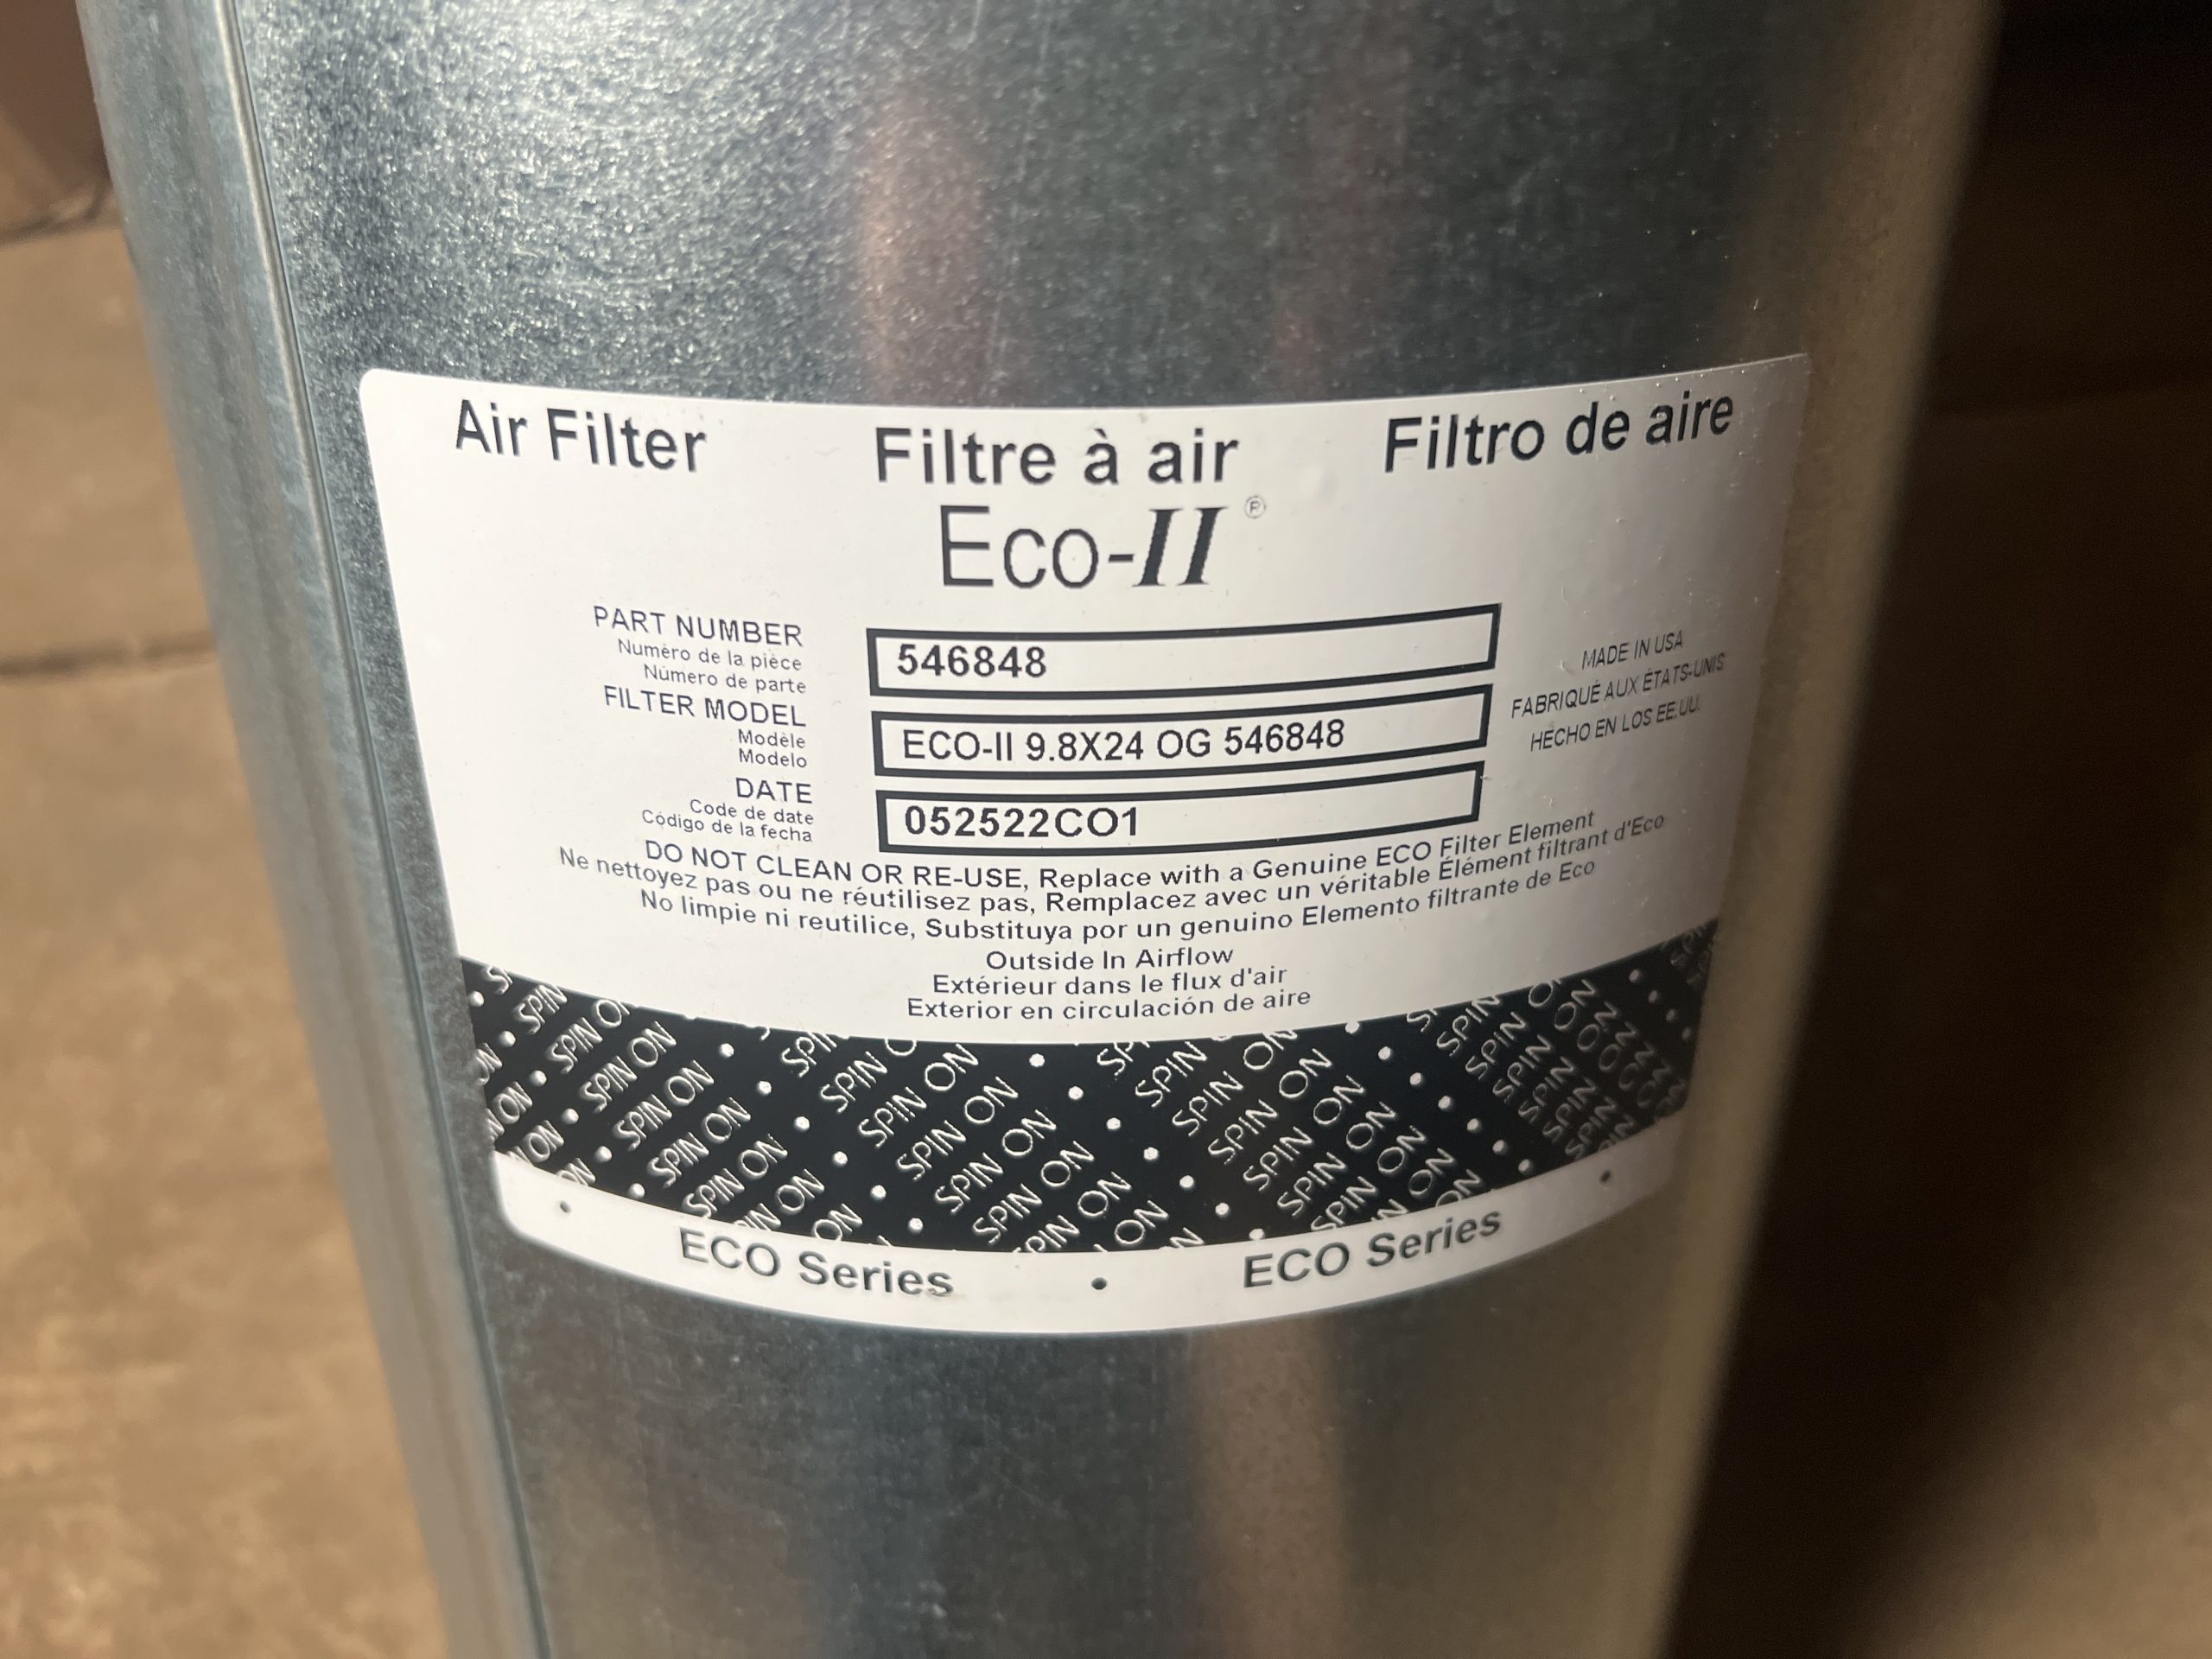 Air Filter Filtre à air Filtro de aire
Eco-II ®
PART NUMBER
Numéro de la pièce
Número de parte
546848
FILTER MODEL
Modèle
Modelo
ECO-II 9.8X24 OG 546848
DATE
Code de date
Código de la fecha
052522CO1
MADE IN USA
FABRIQUÉ AUX ÉTATS-UNIS
HECHO EN LOS EE.UU.
DO NOT CLEAN OR RE-USE, Replace with a Genuine ECO Filter Element
Ne nettoyez pas ou ne réutilisez pas, Remplacez avec un véritable Élément filtrant d'Eco
No limpie ni reutilice, Substituya por un genuino Elemento filtrante de Eco
Outside In Airflow
Extérieur dans le flux d'air
Exterior en circulación de aire
SPIN ON • SPIN ON • SPIN ON
• ECO Series • ECO Series •